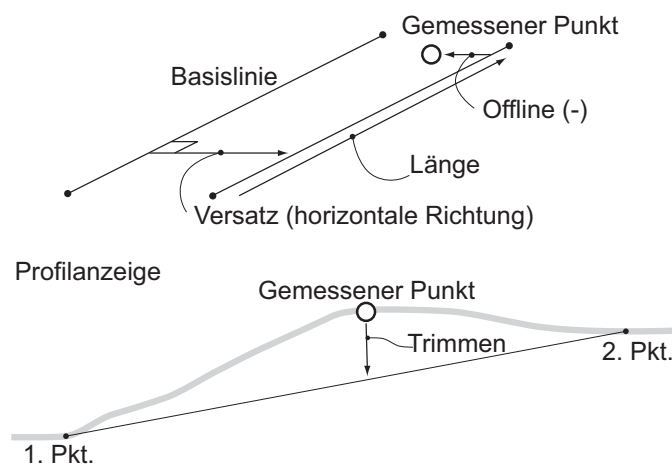 Gemessener Punkt
Basislinie
Offline (-)
Länge
Versatz (horizontale Richtung)
Profilanzeige
Gemessener Punkt
Trimmen
2. Pkt.
1. Pkt.